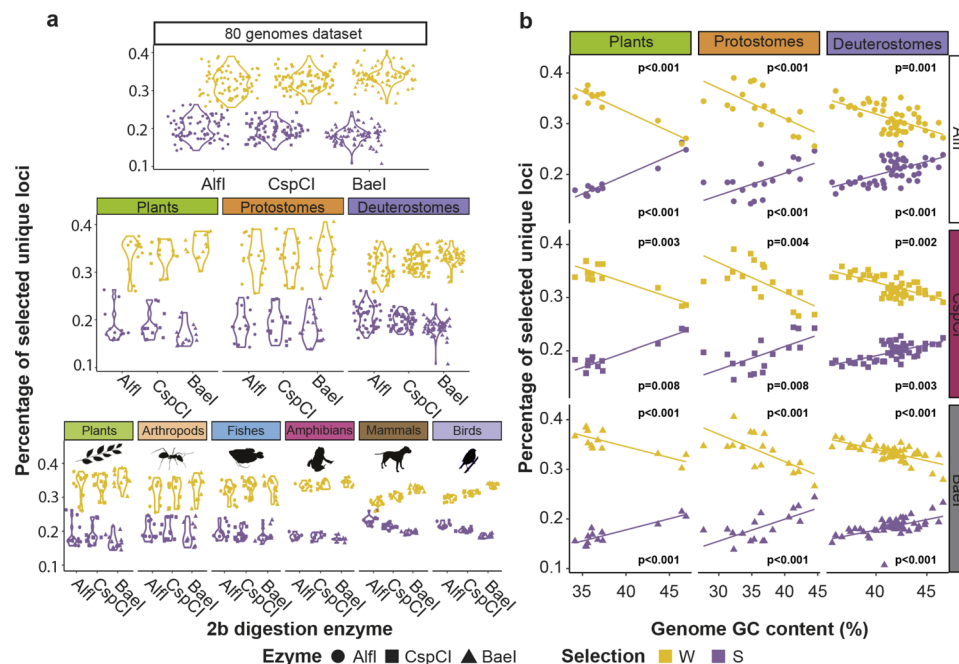 a
80 genomes dataset
0.4
0.3
0.2
0.1
AlfI CspCI BaeI
Plants Protostomes Deuterostomes
0.4
0.3
0.2
0.1
AlfI CspCI BaeI AlfI CspCI BaeI AlfI CspCI BaeI
Plants Arthropods Fishes Amphibians Mammals Birds
0.4
0.3
0.2
0.1
AlfI CspCI BaeI AlfI CspCI BaeI AlfI CspCI BaeI AlfI CspCI BaeI AlfI CspCI BaeI AlfI CspCI BaeI
Percentage of selected unique loci
2b digestion enzyme
b
Plants Protostomes Deuterostomes
p<0.001 p<0.001 p=0.001
0.4
0.3
0.2
p<0.001 p<0.001 p<0.001
AlfI
p=0.003 p=0.004 p=0.002
0.4
0.3
0.2
p=0.008 p=0.008 p=0.003
CspCI
p<0.001 p<0.001 p<0.001
0.4
0.3
0.2
0.1
p<0.001 p<0.001 p<0.001
BaeI
35 40 45 30 35 40 45 40 45
Percentage of selected unique loci
Genome GC content (%)
Ezyme AlfI CspCI BaeI Selection W S